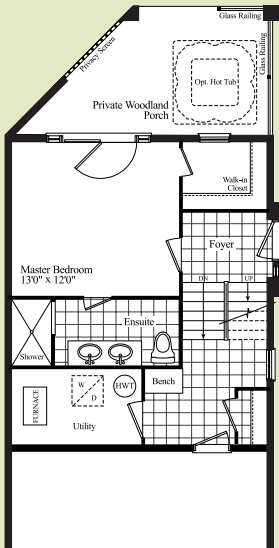 Glass Railing
Privacy Screen
Glass Railing
Opt. Hot Tub
Private Woodland
Porch
Walk-in
Closet
Foyer
Master Bedroom
13'0" x 12'0"
DN
UP
Ensuite
Shower
Bench
FURNACE
W
D
HWT
Utility